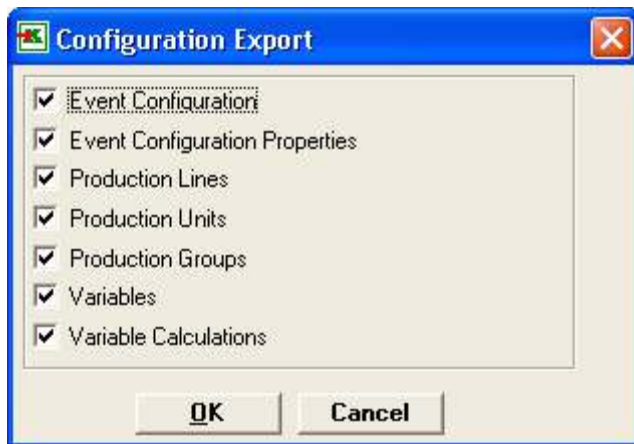 Configuration Export
Event Configuration
Event Configuration Properties
Production Lines
Production Units
Production Groups
Variables
Variable Calculations
OK Cancel